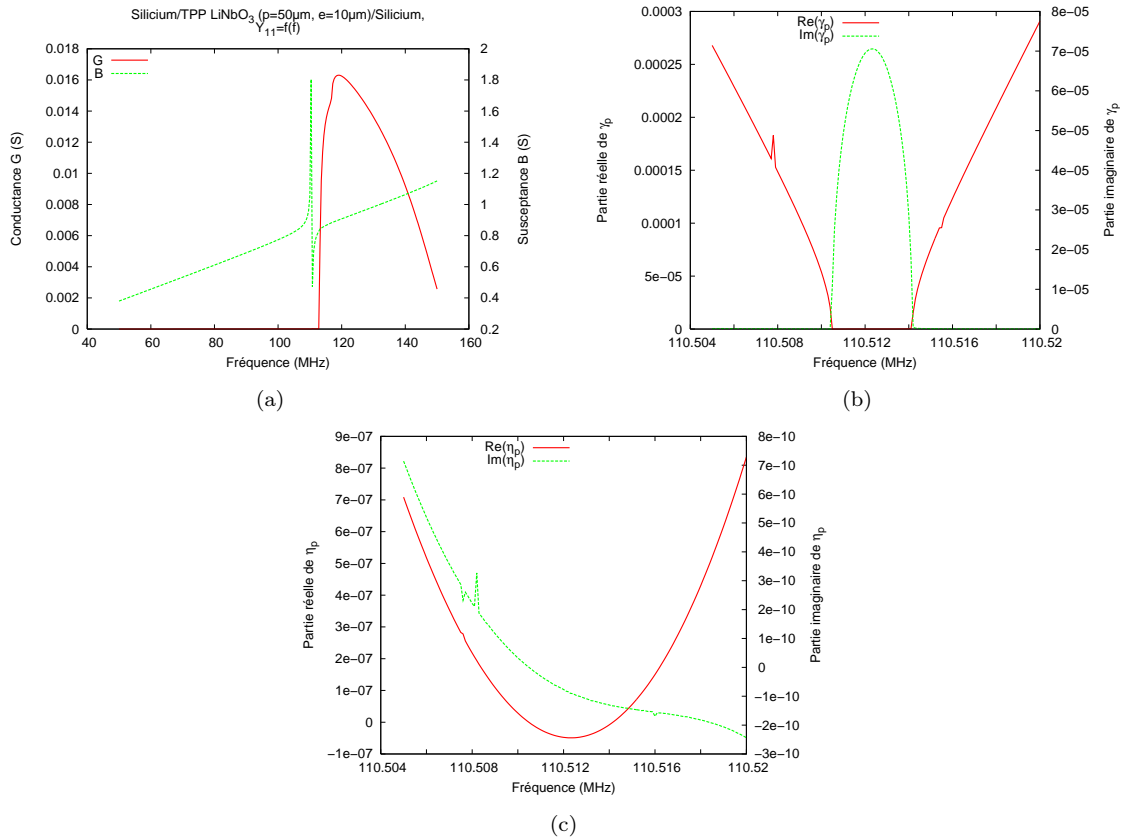 Silicium/TPP LiNbO3 (p=50µm, e=10µm)/Silicium,
Y11=f(f)
G
B
Conductance G (S)
0.018
0.016
0.014
0.012
0.01
0.008
0.006
0.004
0.002
0
2
1.8
1.6
1.4
1.2
1
0.8
0.6
0.4
0.2
Susceptance B (S)
40 60 80 100 120 140 160
Fréquence (MHz)
(a)
Re(γp)
Im(γp)
Partie réelle de γp
0.0003
0.00025
0.0002
0.00015
0.0001
5e−05
0
8e−05
7e−05
6e−05
5e−05
4e−05
3e−05
2e−05
1e−05
0
Partie imaginaire de γp
110.504 110.508 110.512 110.516 110.52
Fréquence (MHz)
(b)
Re(ηp)
Im(ηp)
Partie réelle de ηp
9e−07
8e−07
7e−07
6e−07
5e−07
4e−07
3e−07
2e−07
1e−07
0
−1e−07
8e−10
7e−10
6e−10
5e−10
4e−10
3e−10
2e−10
1e−10
0
−1e−10
−2e−10
−3e−10
Partie imaginaire de ηp
110.504 110.508 110.512 110.516 110.52
Fréquence (MHz)
(c)